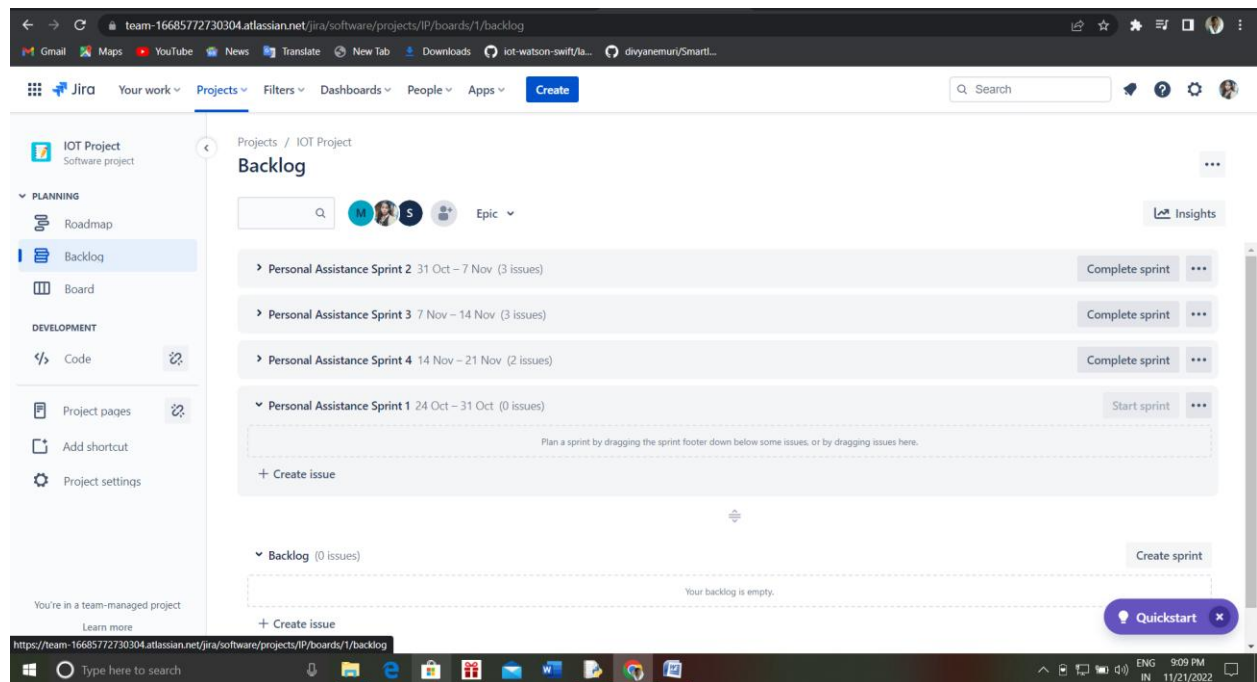 team-16685772730304.atlassian.net/jira/software/projects/IP/boards/1/backlog
Gmail Maps YouTube News Translate New Tab Downloads iot-watson-swift/la... divyanemuri/Smartl...
Jira Your work Projects Filters Dashboards People Apps Create Search
IOT Project
Software project
Projects / IOT Project
Backlog
PLANNING
Roadmap
Backlog
Board
DEVELOPMENT
Code
Project pages
Add shortcut
Project settings
You're in a team-managed project
Learn more
M S Epic Insights
Personal Assistance Sprint 2 31 Oct – 7 Nov (3 issues) Complete sprint
Personal Assistance Sprint 3 7 Nov – 14 Nov (3 issues) Complete sprint
Personal Assistance Sprint 4 14 Nov – 21 Nov (2 issues) Complete sprint
Personal Assistance Sprint 1 24 Oct – 31 Oct (0 issues) Start sprint
Plan a sprint by dragging the sprint footer down below some issues, or by dragging issues here.
+ Create issue
Backlog (0 issues) Create sprint
Your backlog is empty.
+ Create issue
Quickstart
https://team-16685772730304.atlassian.net/jira/software/projects/IP/boards/1/backlog
Type here to search
ENG 9:09 PM
IN 11/21/2022